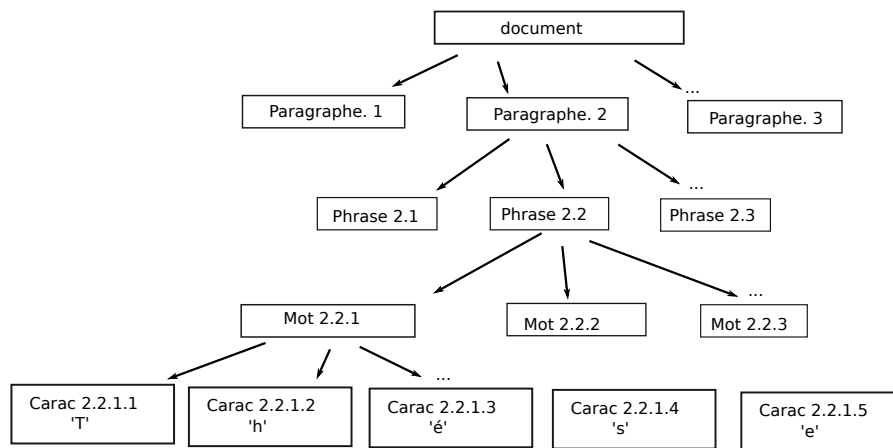 document
...
Paragraphe. 1
Paragraphe. 2
Paragraphe. 3
...
Phrase 2.1
Phrase 2.2
Phrase 2.3
...
Mot 2.2.1
Mot 2.2.2
Mot 2.2.3
...
Carac 2.2.1.1
'T'
Carac 2.2.1.2
'h'
Carac 2.2.1.3
'é'
Carac 2.2.1.4
's'
Carac 2.2.1.5
'e'